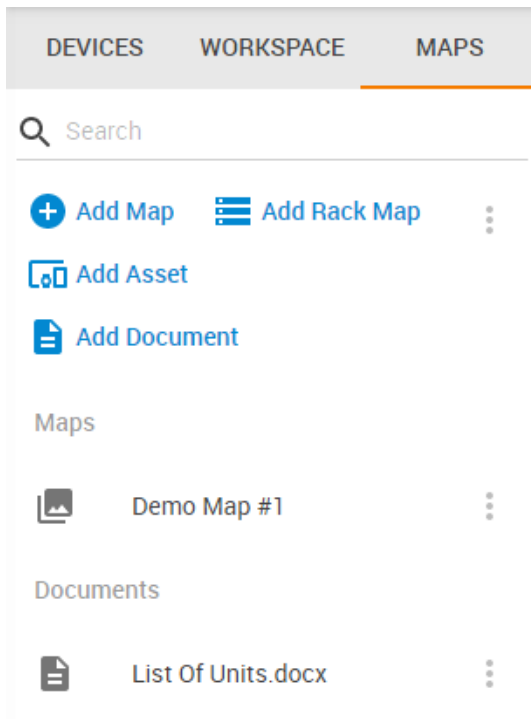 DEVICES WORKSPACE MAPS
Search
Add Map Add Rack Map
Add Asset
Add Document
Maps
Demo Map #1
Documents
List Of Units.docx